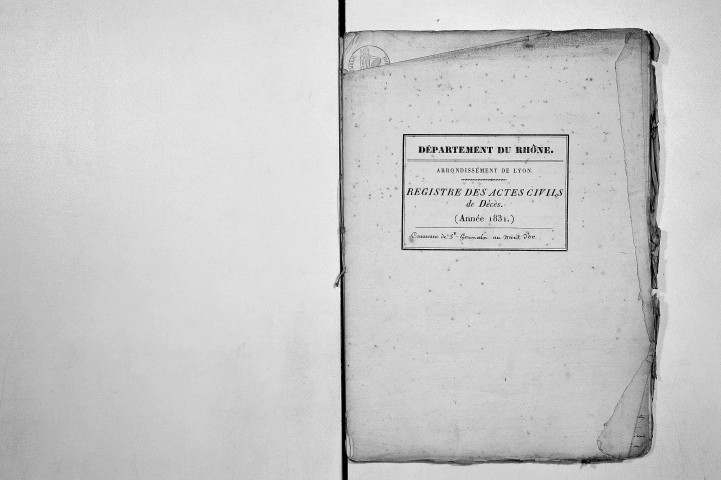 DÉPARTEMENT DU RHÔNE.
ARRONDISSEMENT DE LYON.
REGISTRE DES ACTES CIVILS
de Décès.
(Année 1831.)
Commune de St Germain au mont d'or